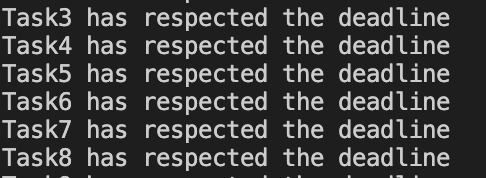 Task3 has respected the deadline
Task4 has respected the deadline
Task5 has respected the deadline
Task6 has respected the deadline
Task7 has respected the deadline
Task8 has respected the deadline